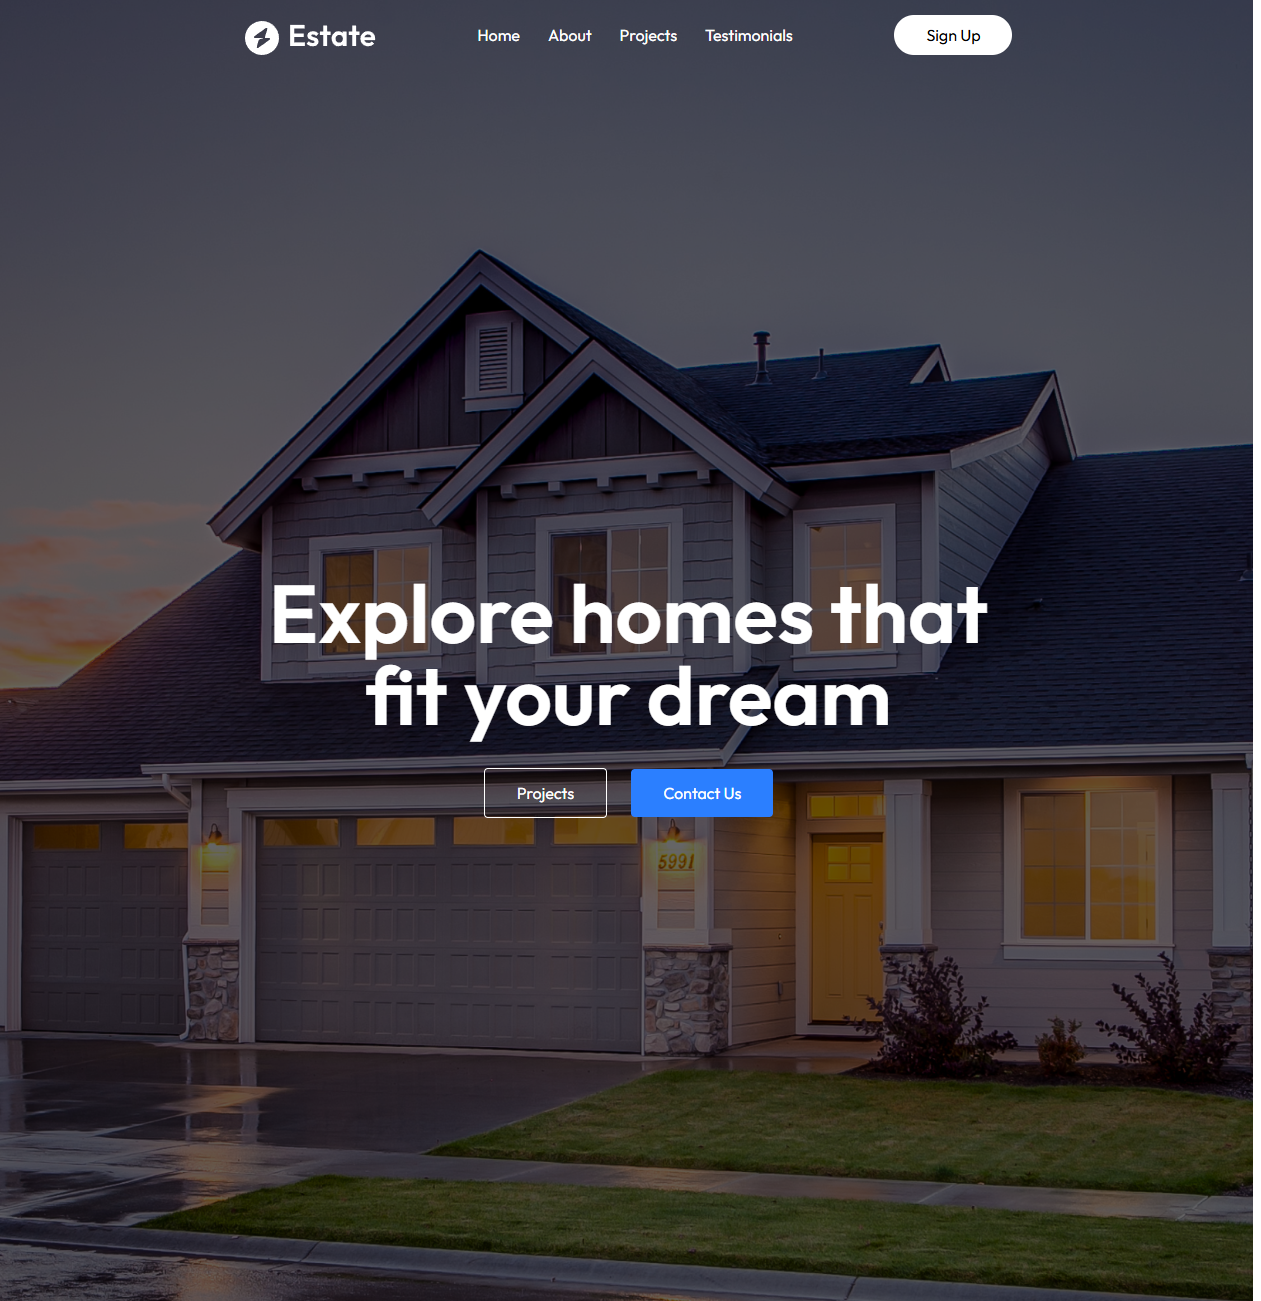 Estate
Home About Projects Testimonials
Sign Up
Explore homes that
fit your dream
Projects Contact Us
5991